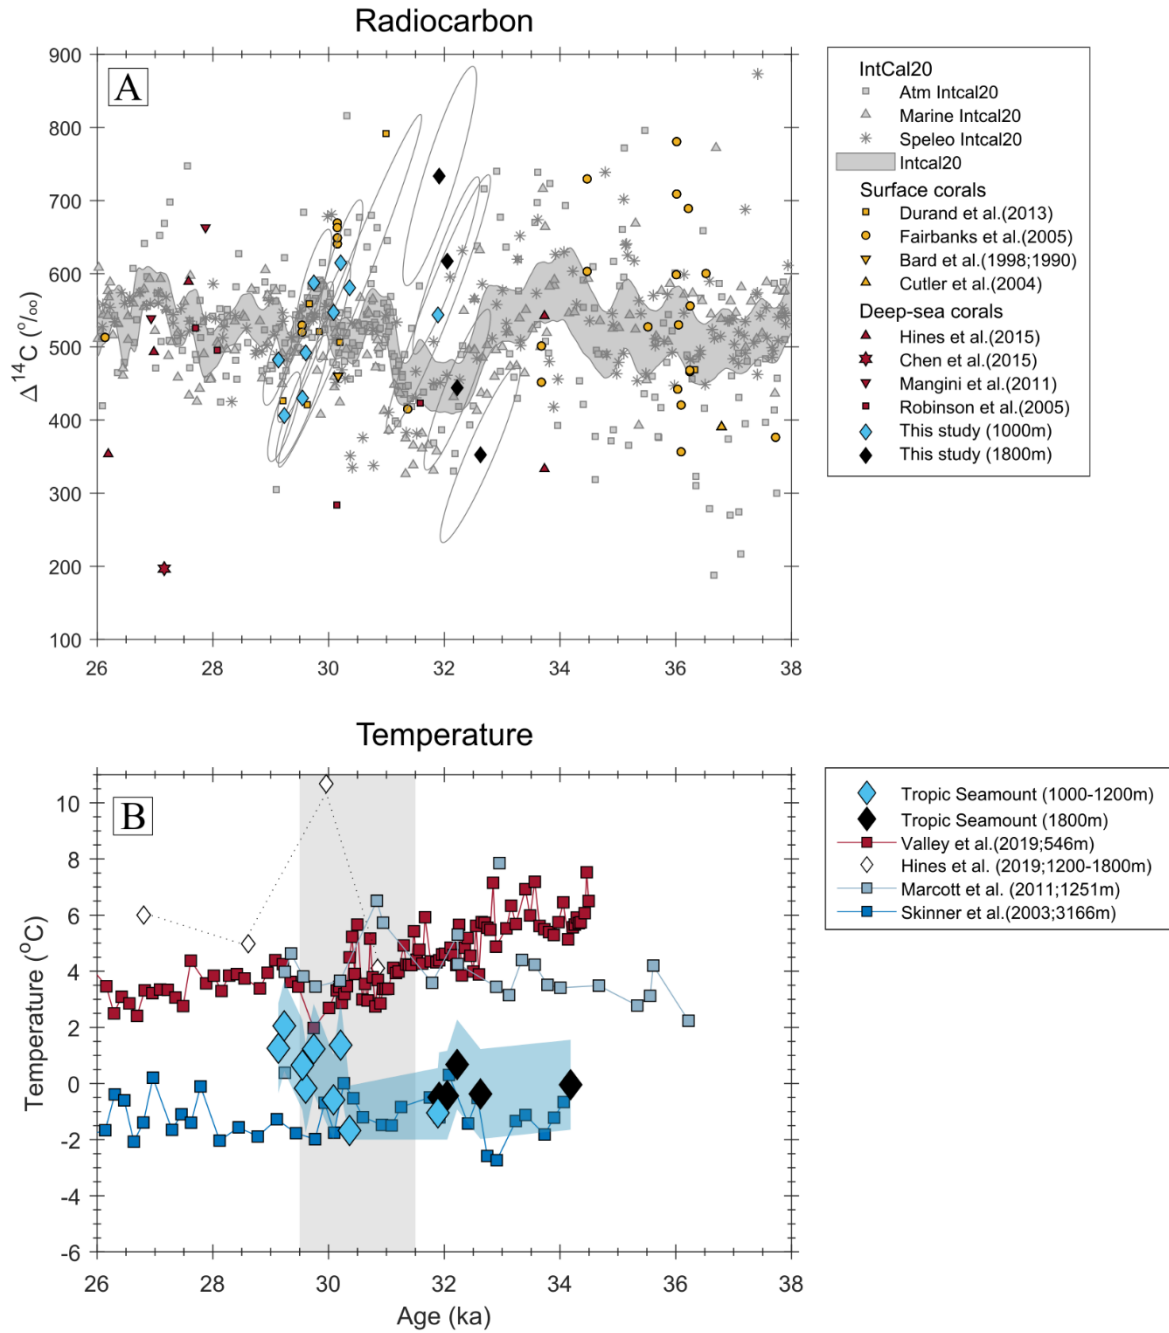 Radiocarbon
A
900
800
700
600
500
400
300
200
100
Δ14C (o/oo)
26 28 30 32 34 36 38
IntCal20
Atm Intcal20
Marine Intcal20
Speleo Intcal20
Intcal20
Surface corals
Durand et al.(2013)
Fairbanks et al.(2005)
Bard et al.(1998;1990)
Cutler et al.(2004)
Deep-sea corals
Hines et al.(2015)
Chen et al.(2015)
Mangini et al.(2011)
Robinson et al.(2005)
This study (1000m)
This study (1800m)
Temperature
B
10
8
6
4
2
0
-2
-4
-6
Temperature (oC)
26 28 30 32 34 36 38
Age (ka)
Tropic Seamount (1000-1200m)
Tropic Seamount (1800m)
Valley et al.(2019;546m)
Hines et al. (2019;1200-1800m)
Marcott et al. (2011;1251m)
Skinner et al.(2003;3166m)